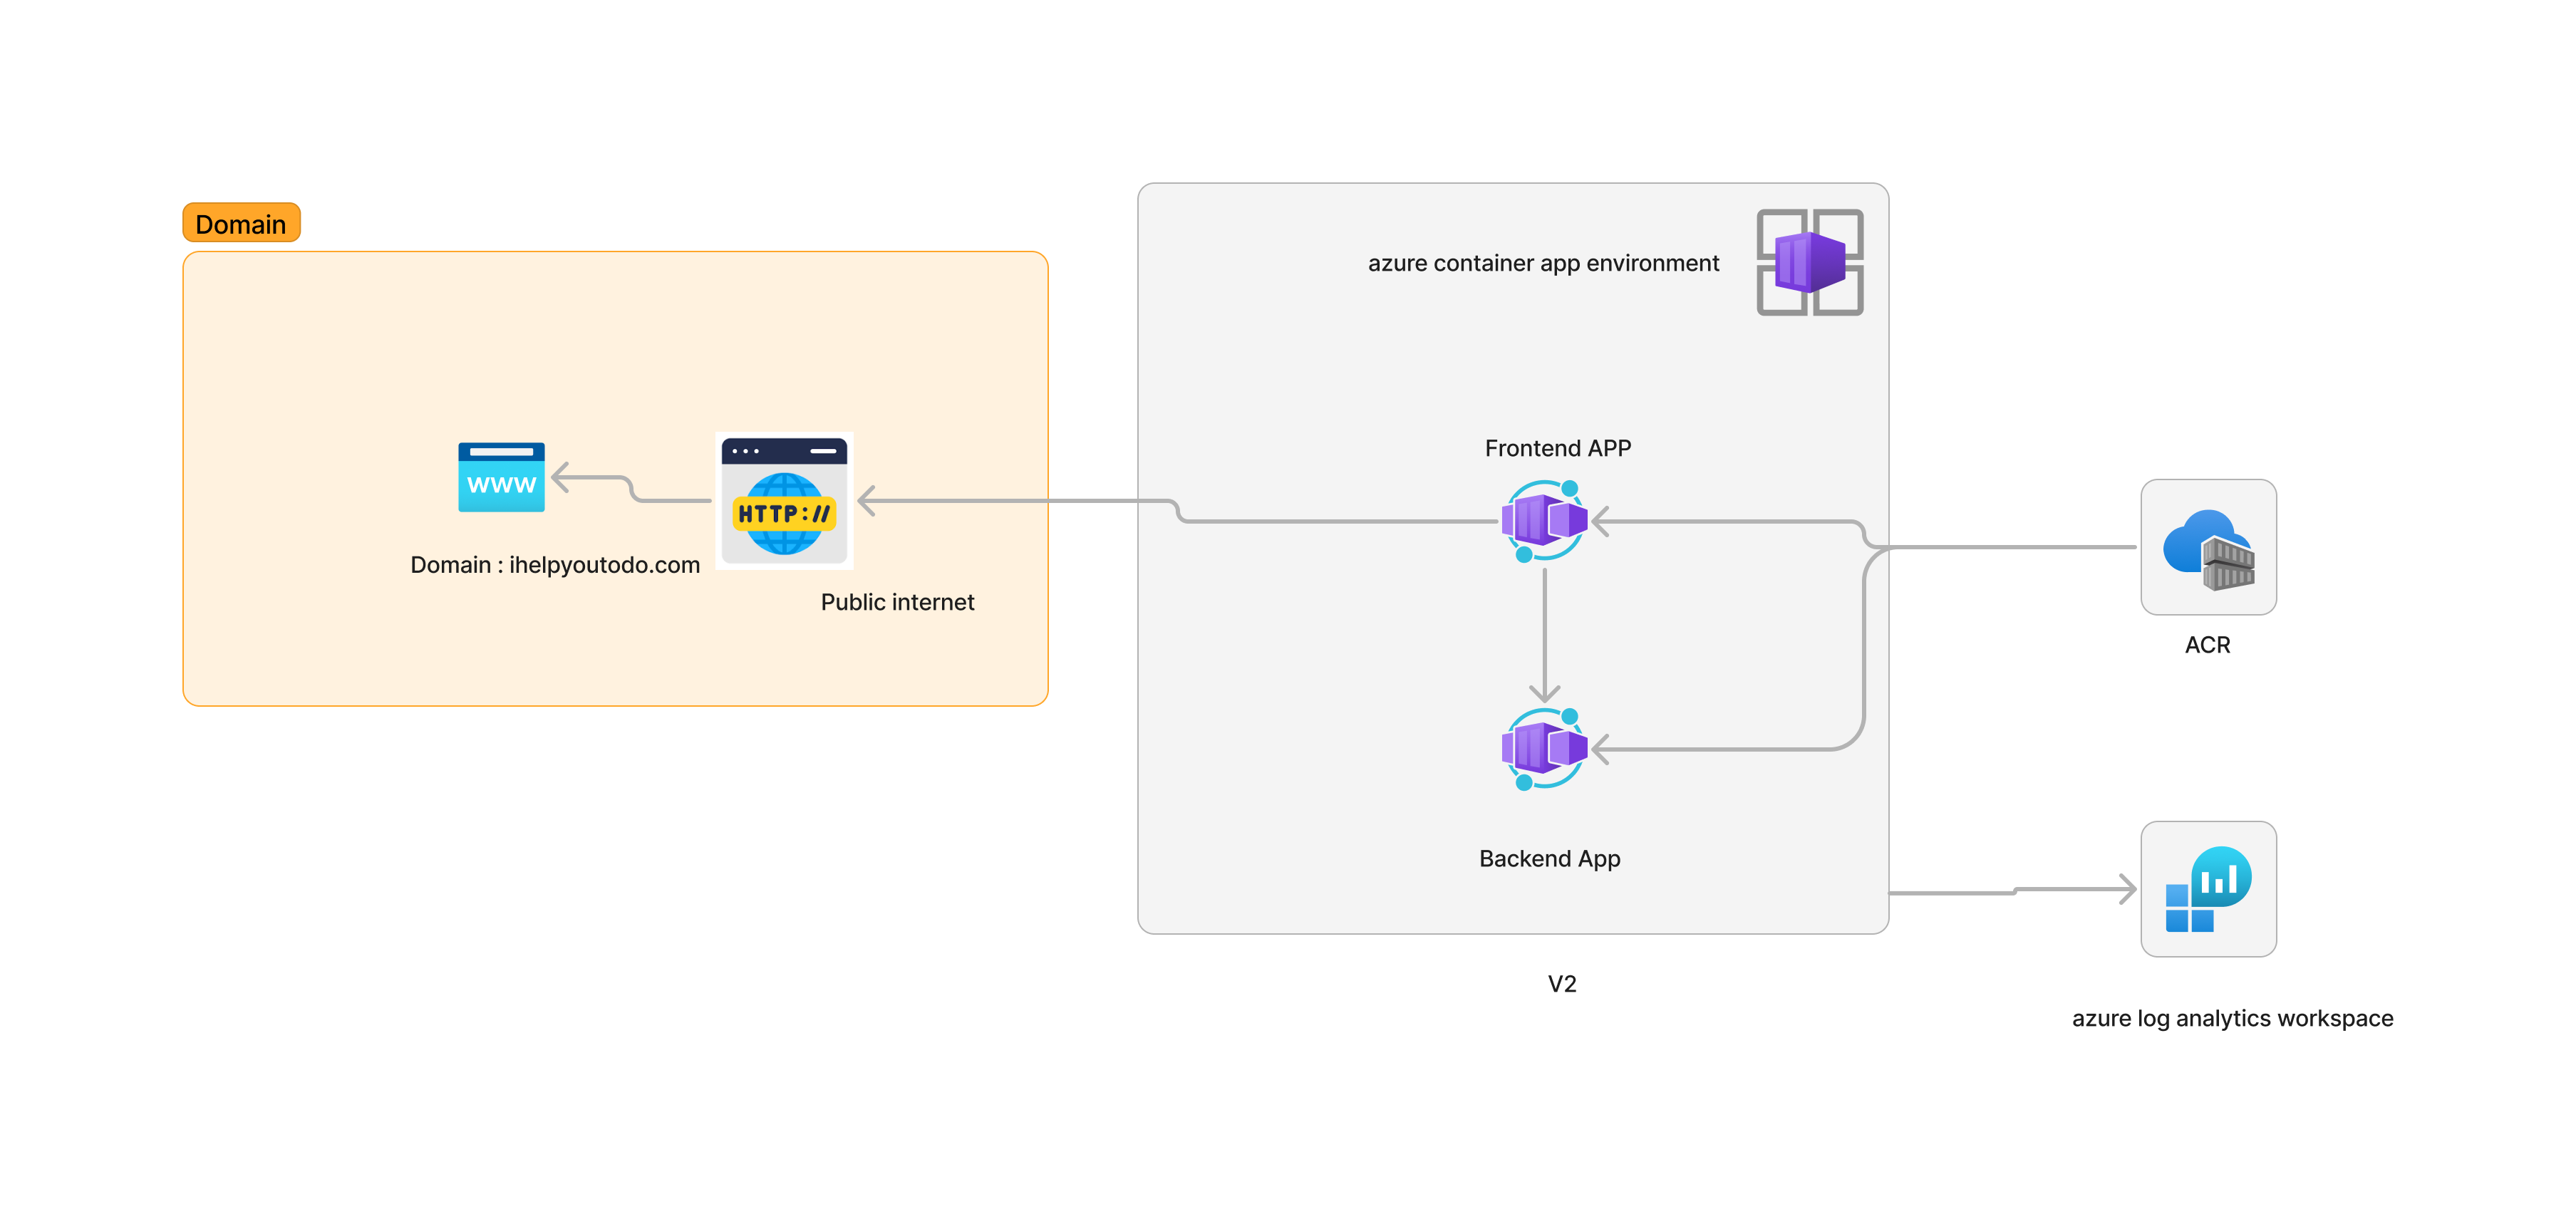 Domain
azure container app environment
Frontend APP
www
HTTP://
Domain : ihelpyoutodo.com
Public internet
ACR
Backend App
V2
azure log analytics workspace